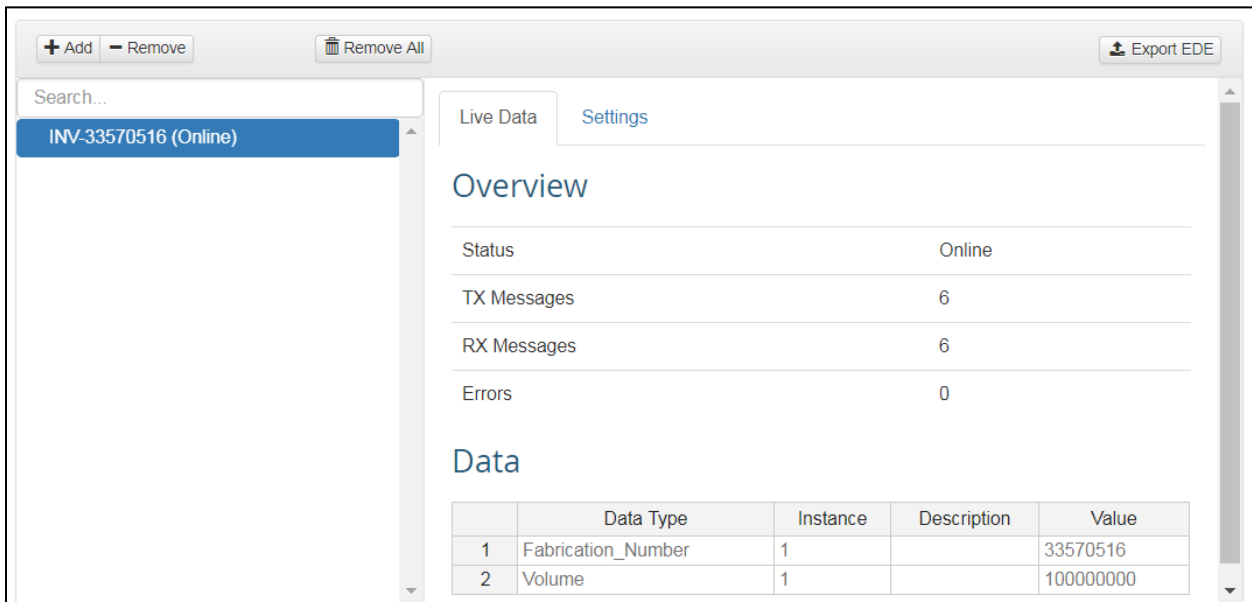 Add Remove Remove All Export EDE
Search...
INV-33570516 (Online)
Live Data Settings
Overview
Status Online
TX Messages 6
RX Messages 6
Errors 0
Data
Data Type Instance Description Value
1 Fabrication_Number 1 33570516
2 Volume 1 100000000